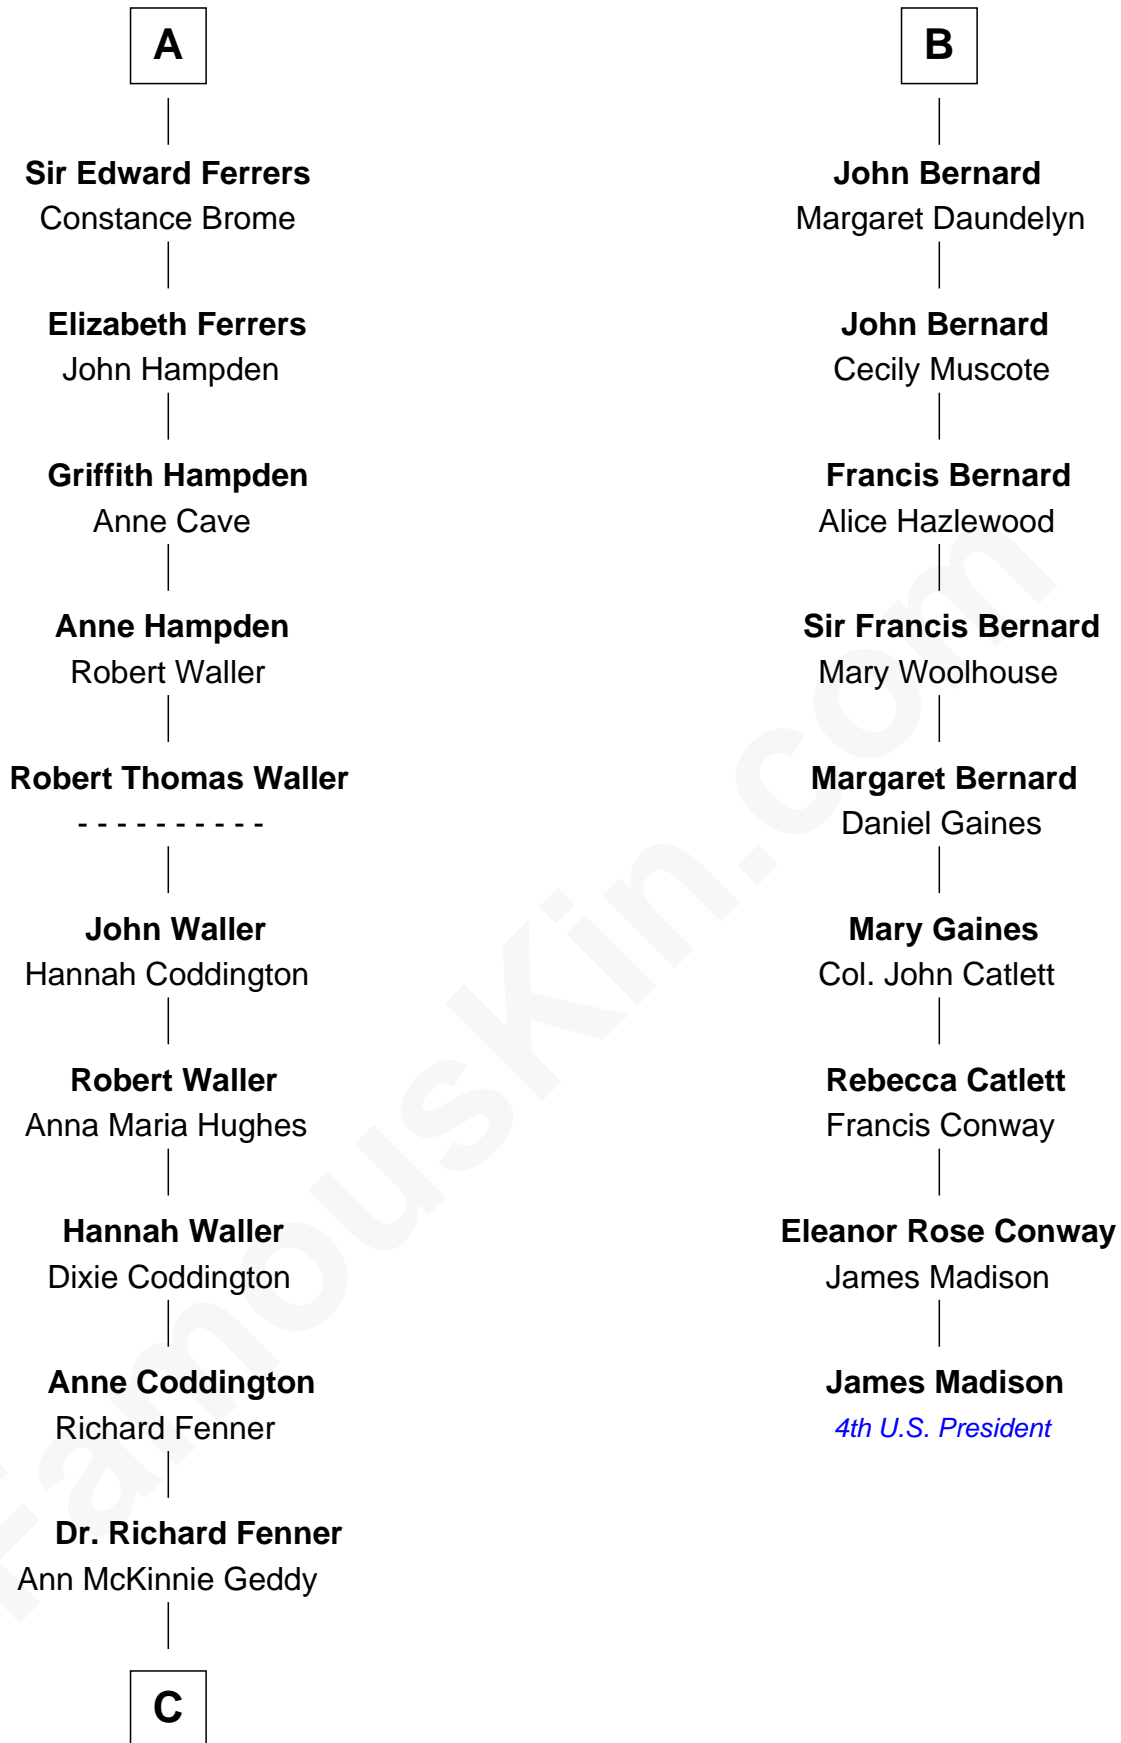 A
Sir Edward Ferrers
Constance Brome
Elizabeth Ferrers
John Hampden
Griffith Hampden
Anne Cave
Anne Hampden
Robert Waller
Robert Thomas Waller
- - - - - - - - - -
John Waller
Hannah Coddington
Robert Waller
Anna Maria Hughes
Hannah Waller
Dixie Coddington
Anne Coddington
Richard Fenner
Dr. Richard Fenner
Ann McKinnie Geddy
C
B
John Bernard
Margaret Daundelyn
John Bernard
Cecily Muscote
Francis Bernard
Alice Hazlewood
Sir Francis Bernard
Mary Woolhouse
Margaret Bernard
Daniel Gaines
Mary Gaines
Col. John Catlett
Rebecca Catlett
Francis Conway
Eleanor Rose Conway
James Madison
James Madison
4th U.S. President
FamousKin.com